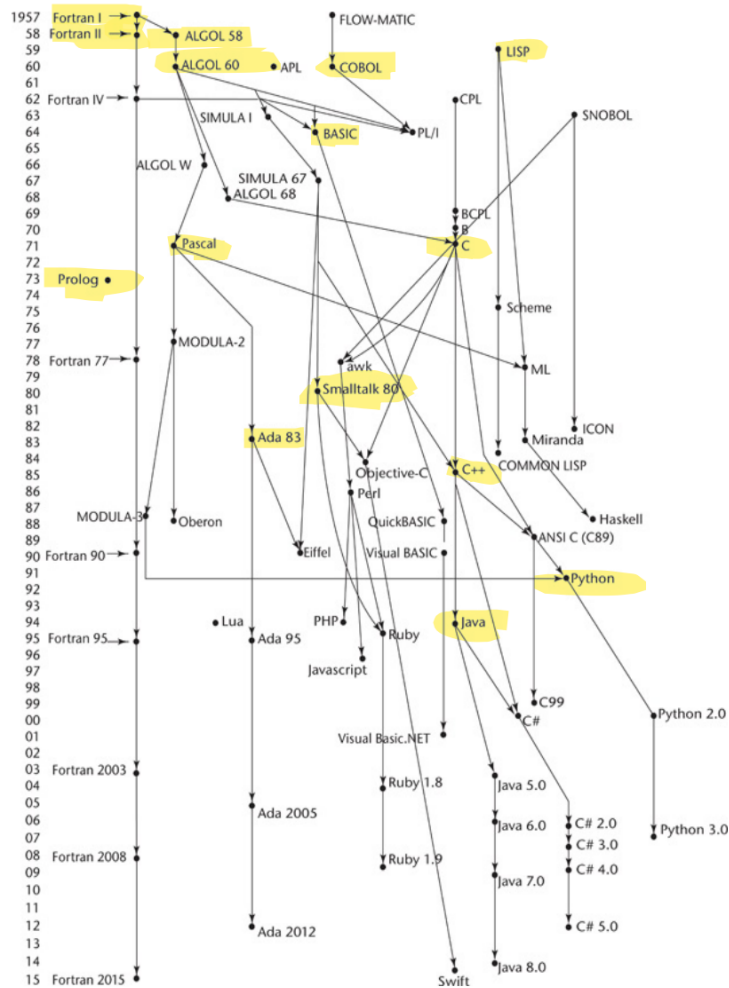 1957 Fortran I FLOW-MATIC
58 Fortran II ALGOL 58
59 LISP
60 ALGOL 60 APL COBOL
61
62 Fortran IV CPL
63 SIMULA I SNOBOL
64 BASIC PL/I
65
66 ALGOL W
67 SIMULA 67
68 ALGOL 68
69 BCPL
70 B
71 Pascal C
72
73 Prolog
74
75 Scheme
76
77 MODULA-2
78 Fortran 77 awk ML
79
80 Smalltalk 80
81
82 ICON
83 Ada 83 Miranda
84 Objective-C COMMON LISP
85 C++
86 Perl
87 MODULA-3
88 Oberon QuickBASIC Haskell
89 ANSI C (C89)
90 Fortran 90 Eiffel Visual BASIC
91 Python
92
93
94 Lua PHP Java
95 Fortran 95 Ada 95 Ruby
96 Javascript
97
98
99 C99
00 C# Python 2.0
01 Visual Basic.NET
02
03 Fortran 2003 Java 5.0
04 Ruby 1.8
05 Ada 2005
06 Java 6.0 C# 2.0
07 C# 3.0 Python 3.0
08 Fortran 2008 C# 4.0
09 Ruby 1.9 Java 7.0
10
11
12 Ada 2012 C# 5.0
13
14 Java 8.0
15 Fortran 2015 Swift